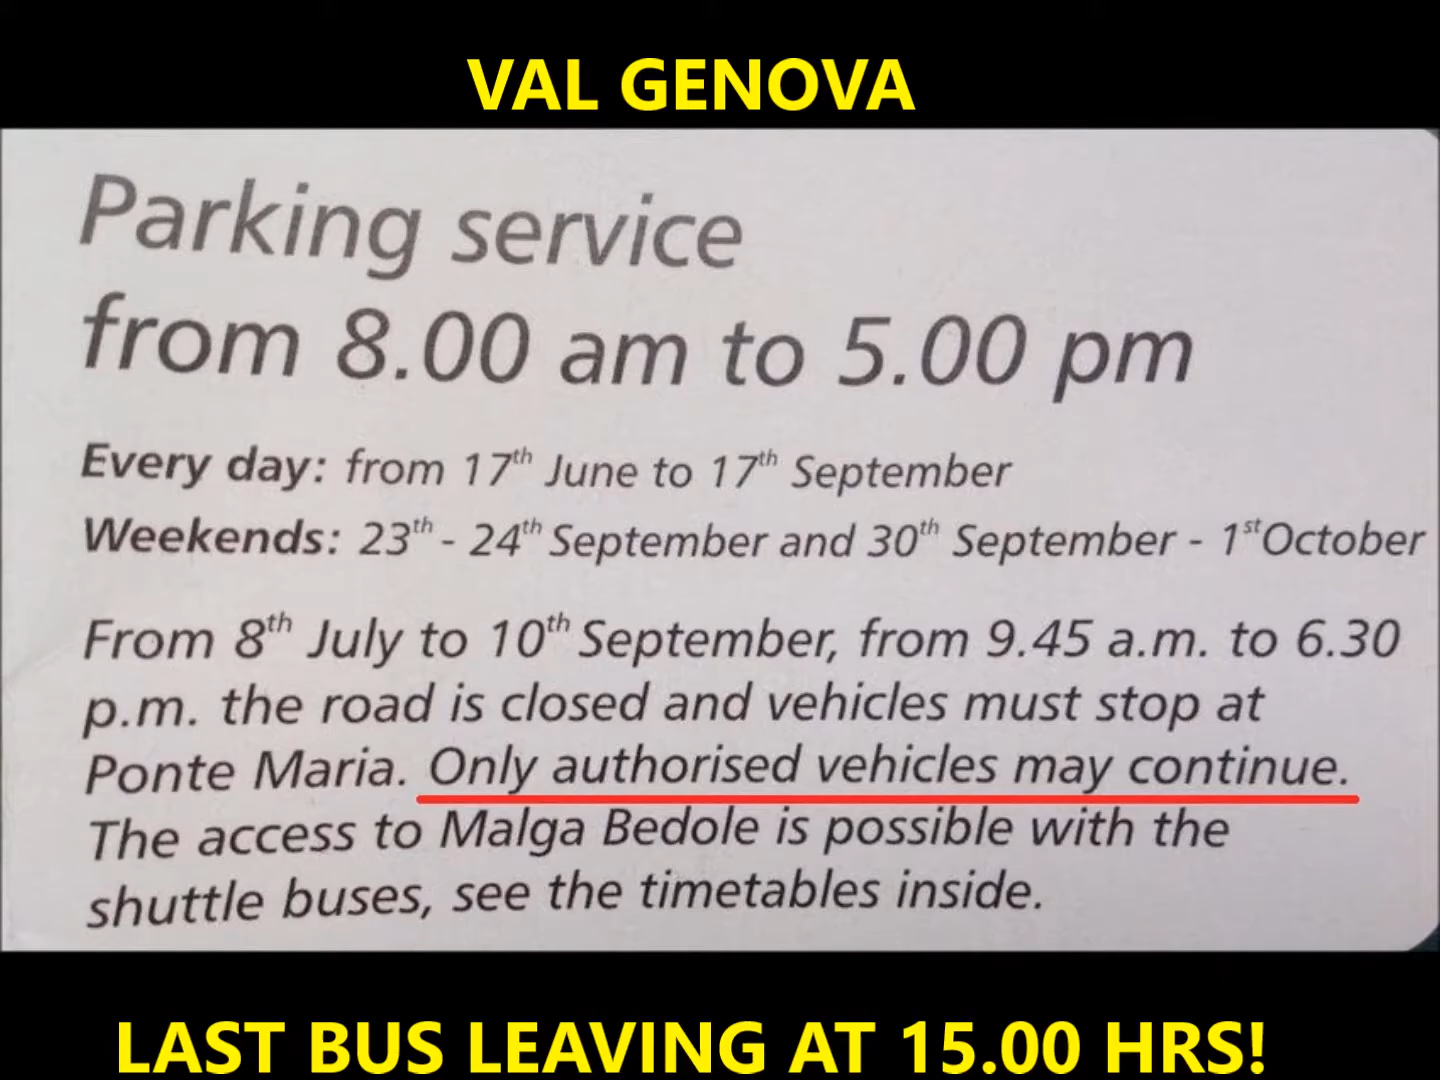 VAL GENOVA
Parking service
from 8.00 am to 5.00 pm
Every day: from 17th June to 17th September
Weekends: 23th - 24th September and 30th September - 1st October
From 8th July to 10th September, from 9.45 a.m. to 6.30
p.m. the road is closed and vehicles must stop at
Ponte Maria. Only authorised vehicles may continue.
The access to Malga Bedole is possible with the
shuttle buses, see the timetables inside.
LAST BUS LEAVING AT 15.00 HRS!